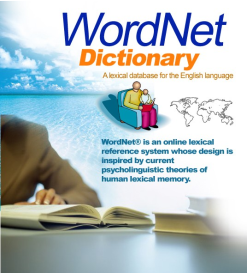 WordNet
Dictionary
A lexical database for the English language
WordNet® is an online lexical
reference system whose design is
inspired by current
psycholinguistic theories of
human lexical memory.